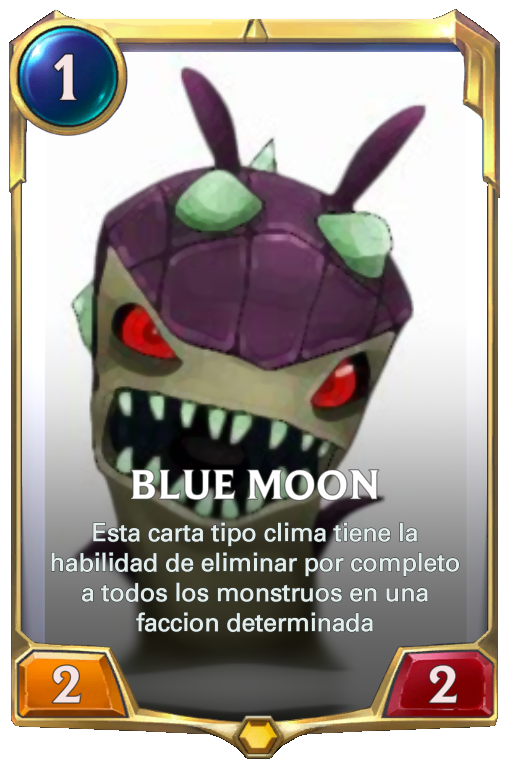 1
BLUE MOON
Esta carta tipo clima tiene la
habilidad de eliminar por completo
a todos los monstruos en una
faccion determinada
2
2